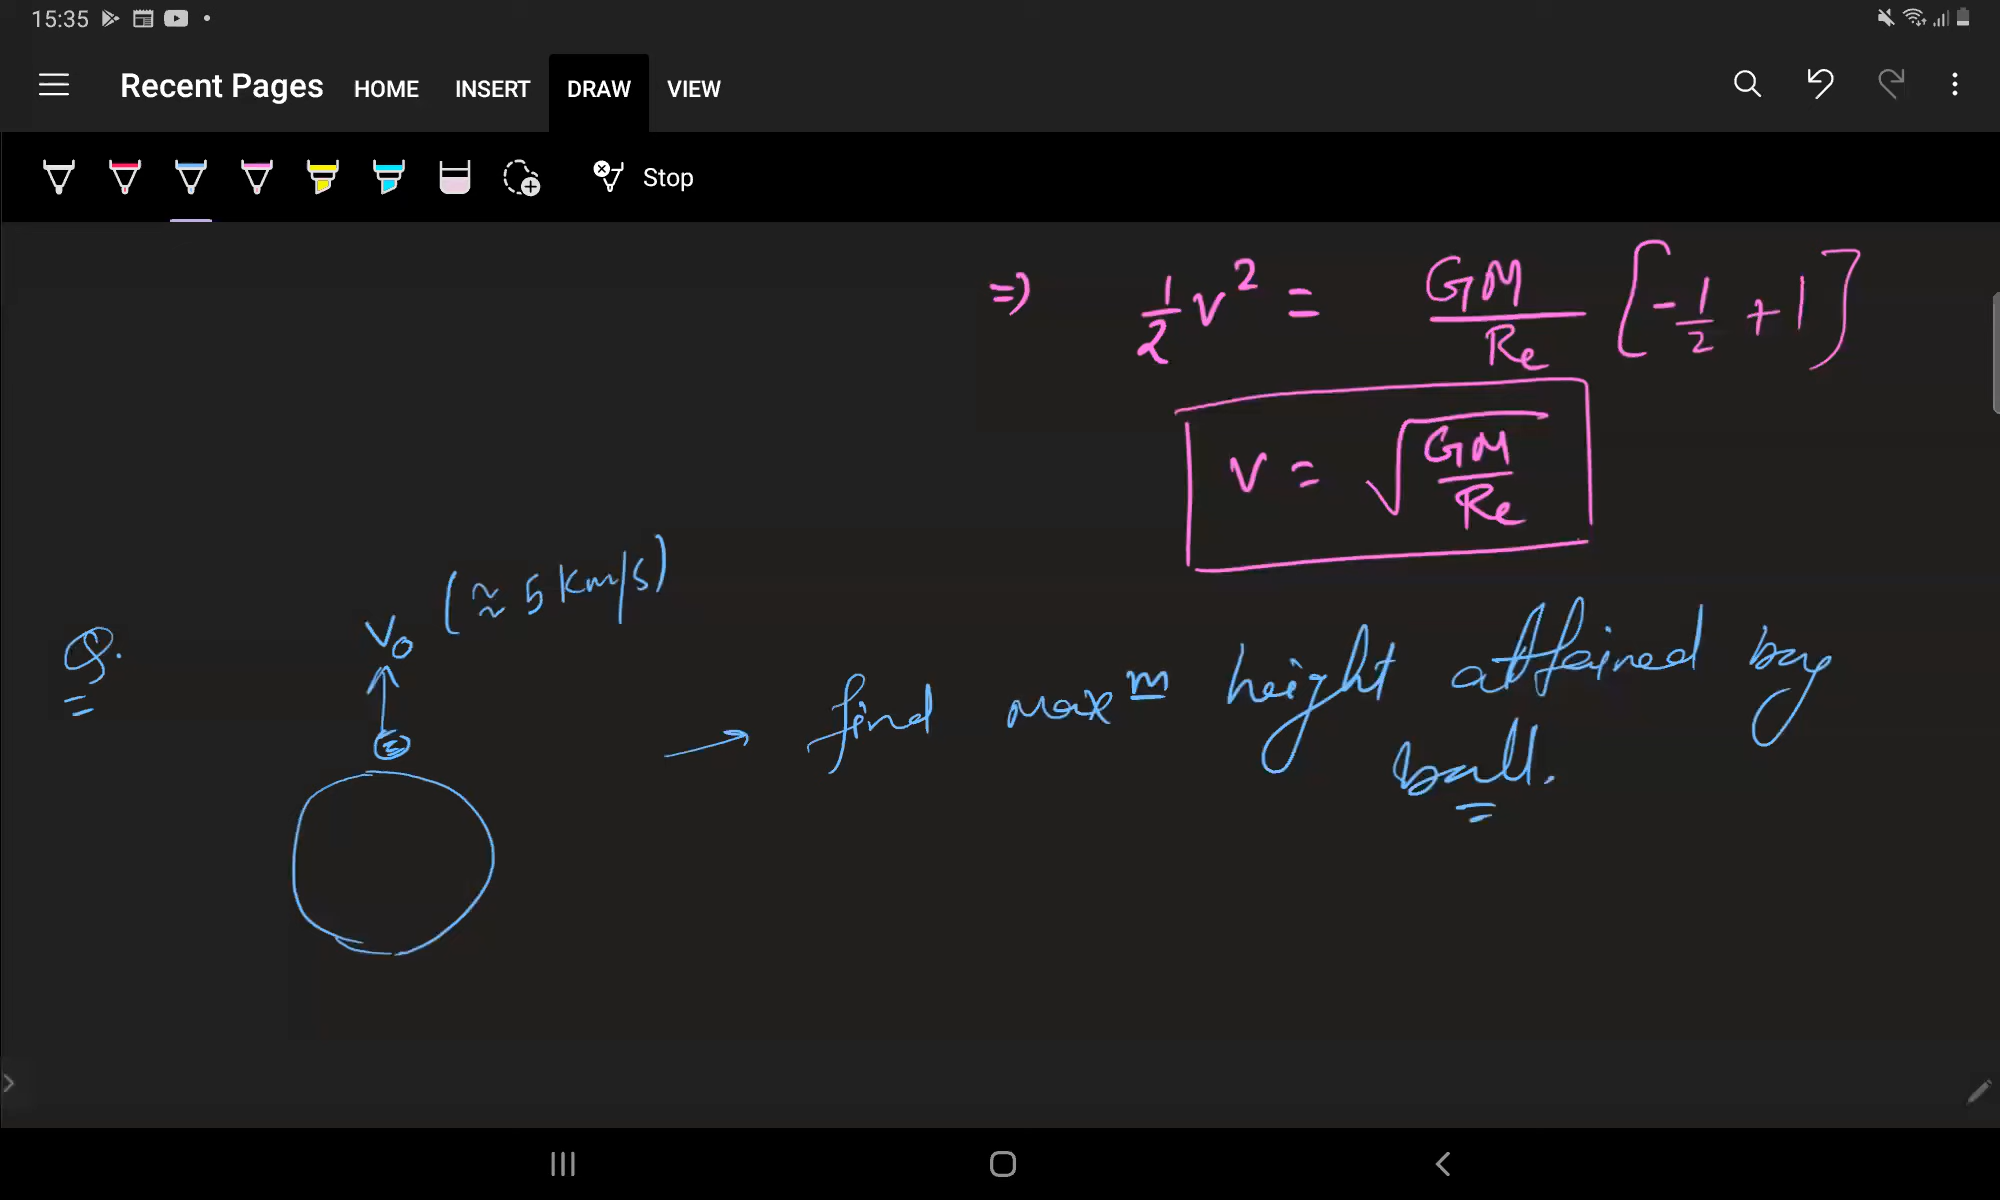 15:35
Recent Pages HOME INSERT DRAW VIEW
Stop
=> 1/2 v² = GM/Re [-1/2 + 1]
v = √(GM/Re)
Q. v₀ (≈ 5 km/s)
→ find maxᵐ height attained by
ball.